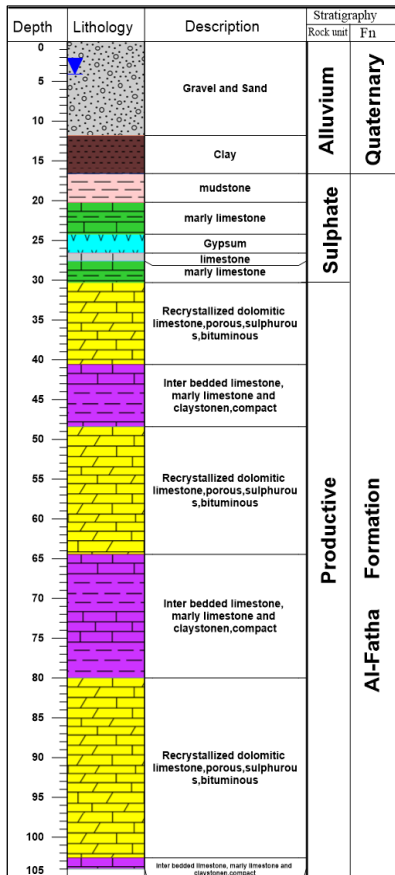 Depth Lithology Description Stratigraphy
Rock unit Fn
0
Gravel and Sand
5
10
Clay
15
mudstone
20
marly limestone
Gypsum
25
limestone
marly limestone
30
Recrystallized dolomitic
limestone,porous,sulphurou
s,bituminous
35
40
Inter bedded limestone,
marly limestone and
claystonen,compact
45
50
Recrystallized dolomitic
limestone,porous,sulphurou
s,bituminous
55
60
65
70
Inter bedded limestone,
marly limestone and
claystonen,compact
75
80
85
90
Recrystallized dolomitic
limestone,porous,sulphurou
s,bituminous
95
100
105
Inter bedded limestone, marly limestone and
claystonen,compact
Alluvium
Quaternary
Sulphate
Productive
Al-Fatha Formation